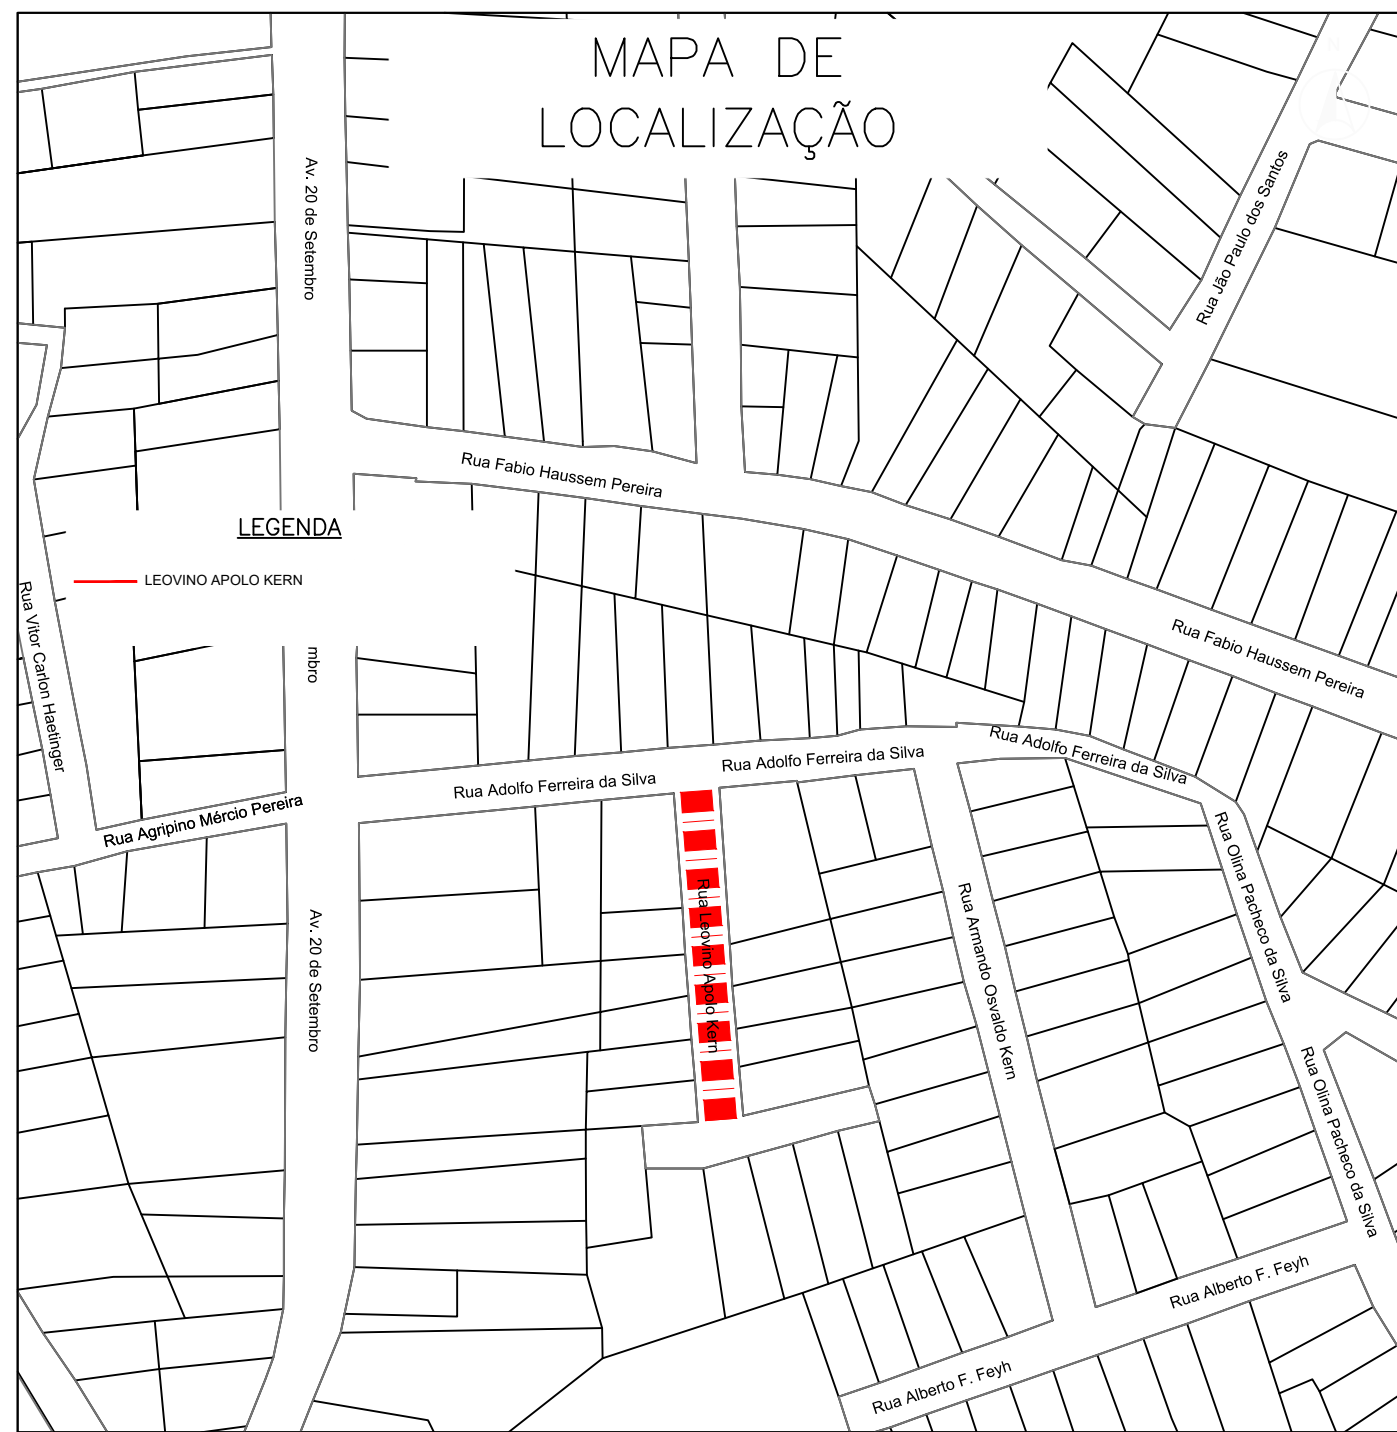 MAPA DE
LOCALIZAÇÃO
N
Av. 20 de Setembro
Rua Jão Paulo dos Santos
Rua Fabio Haussem Pereira
LEGENDA
LEOVINO APOLO KERN
Rua Vitor Carlon Haetinger
mbro
Rua Fabio Haussem Pereira
Rua Adolfo Ferreira da Silva
Rua Adolfo Ferreira da Silva
Rua Adolfo Ferreira da Silva
Rua Agripino Mércio Pereira
Rua Leovino Apolo Kern
Rua Armando Osvaldo Kern
Rua Olina Pacheco da Silva
Av. 20 de Setembro
Rua Olina Pacheco da Silva
Rua Alberto F. Feyh
Rua Alberto F. Feyh